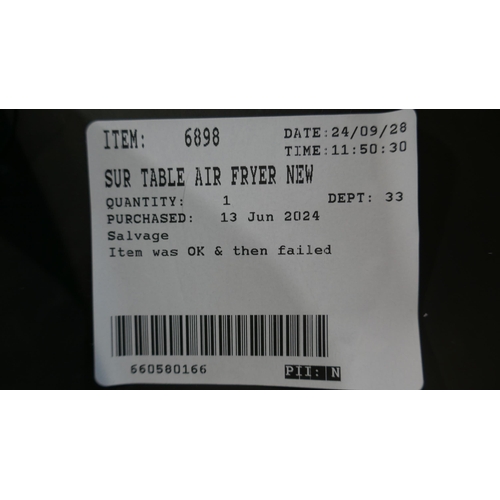 ITEM: 6898 DATE:24/09/28
TIME:11:50:30
SUR TABLE AIR FRYER NEW
QUANTITY: 1 DEPT: 33
PURCHASED: 13 Jun 2024
Salvage
Item was OK & then failed
660580166 PII: N